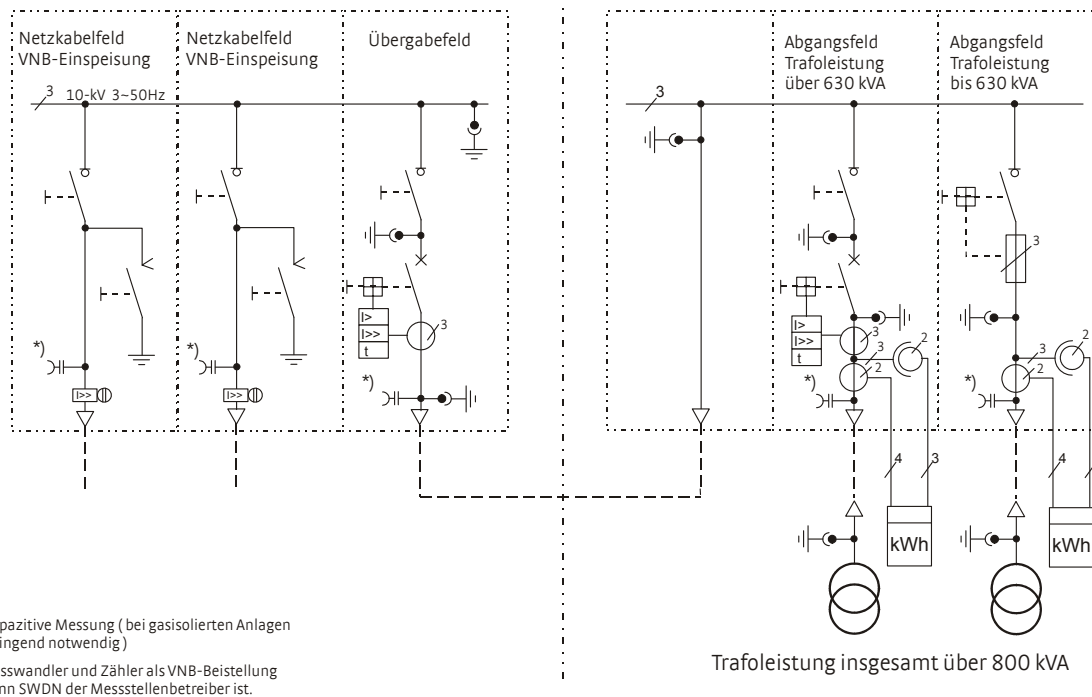 Netzkabelfeld
VNB-Einspeisung
Netzkabelfeld
VNB-Einspeisung
Übergabefeld
Abgangsfeld
Trafoleistung
über 630 kVA
Abgangsfeld
Trafoleistung
bis 630 kVA
3 10-kV 3~50Hz
3
I>
I>>
t
3
*)
I>>
*)
I>>
*)
I>
I>>
t
3
3
2
2
*)
3
3
2
2
*)
4
3
4
kWh
kWh
pazitive Messung ( bei gasisolierten Anlagen
ingend notwendig )
sswandler und Zähler als VNB-Beistellung
nn SWDN der Messstellenbetreiber ist.
Trafoleistung insgesamt über 800 kVA